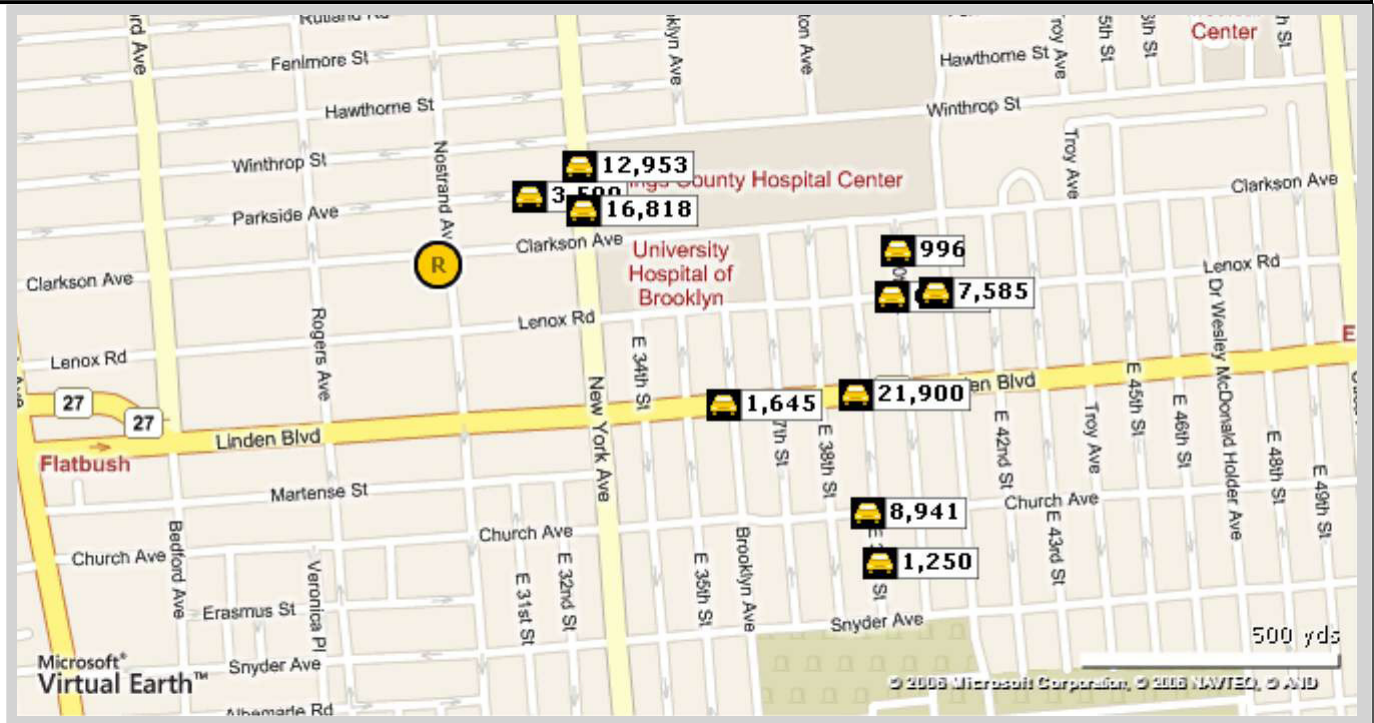 Rutland Rd
Fenimore St
Hawthorne St
Winthrop St
Parkside Ave
Clarkson Ave
Clarkson Ave
Nostrand Av
R
Hawthorne St
Troy Ave
Center
Winthrop St
Troy Ave
Clarkson Ave
12,953
16,818
County Hospital Center
University
Hospital of
Brooklyn
996
7,585
Lenox Rd
Lenox Rd
Lenox Rd
Rogers Ave
E 34th St
New York Ave
27
27
Linden Blvd
Flatbush
1,645
21,900
E 38th St
E 42nd St
Troy Ave
E 45th St
E 46th St
Dr Wesley McDonald Holder Ave
E 48th St
E 49th St
Martense St
Church Ave
Church Ave
Church Ave
8,941
1,250
Bedford Ave
Veronica Pl
E 31st St
E 32nd St
E 35th St
Brooklyn Ave
E 43rd St
Erasmus St
Snyder Ave
Snyder Ave
Albemarle Rd
500 yds
Microsoft®
Virtual Earth™
© 2006 Microsoft Corporation, © 2006 NAVTEQ, © AND